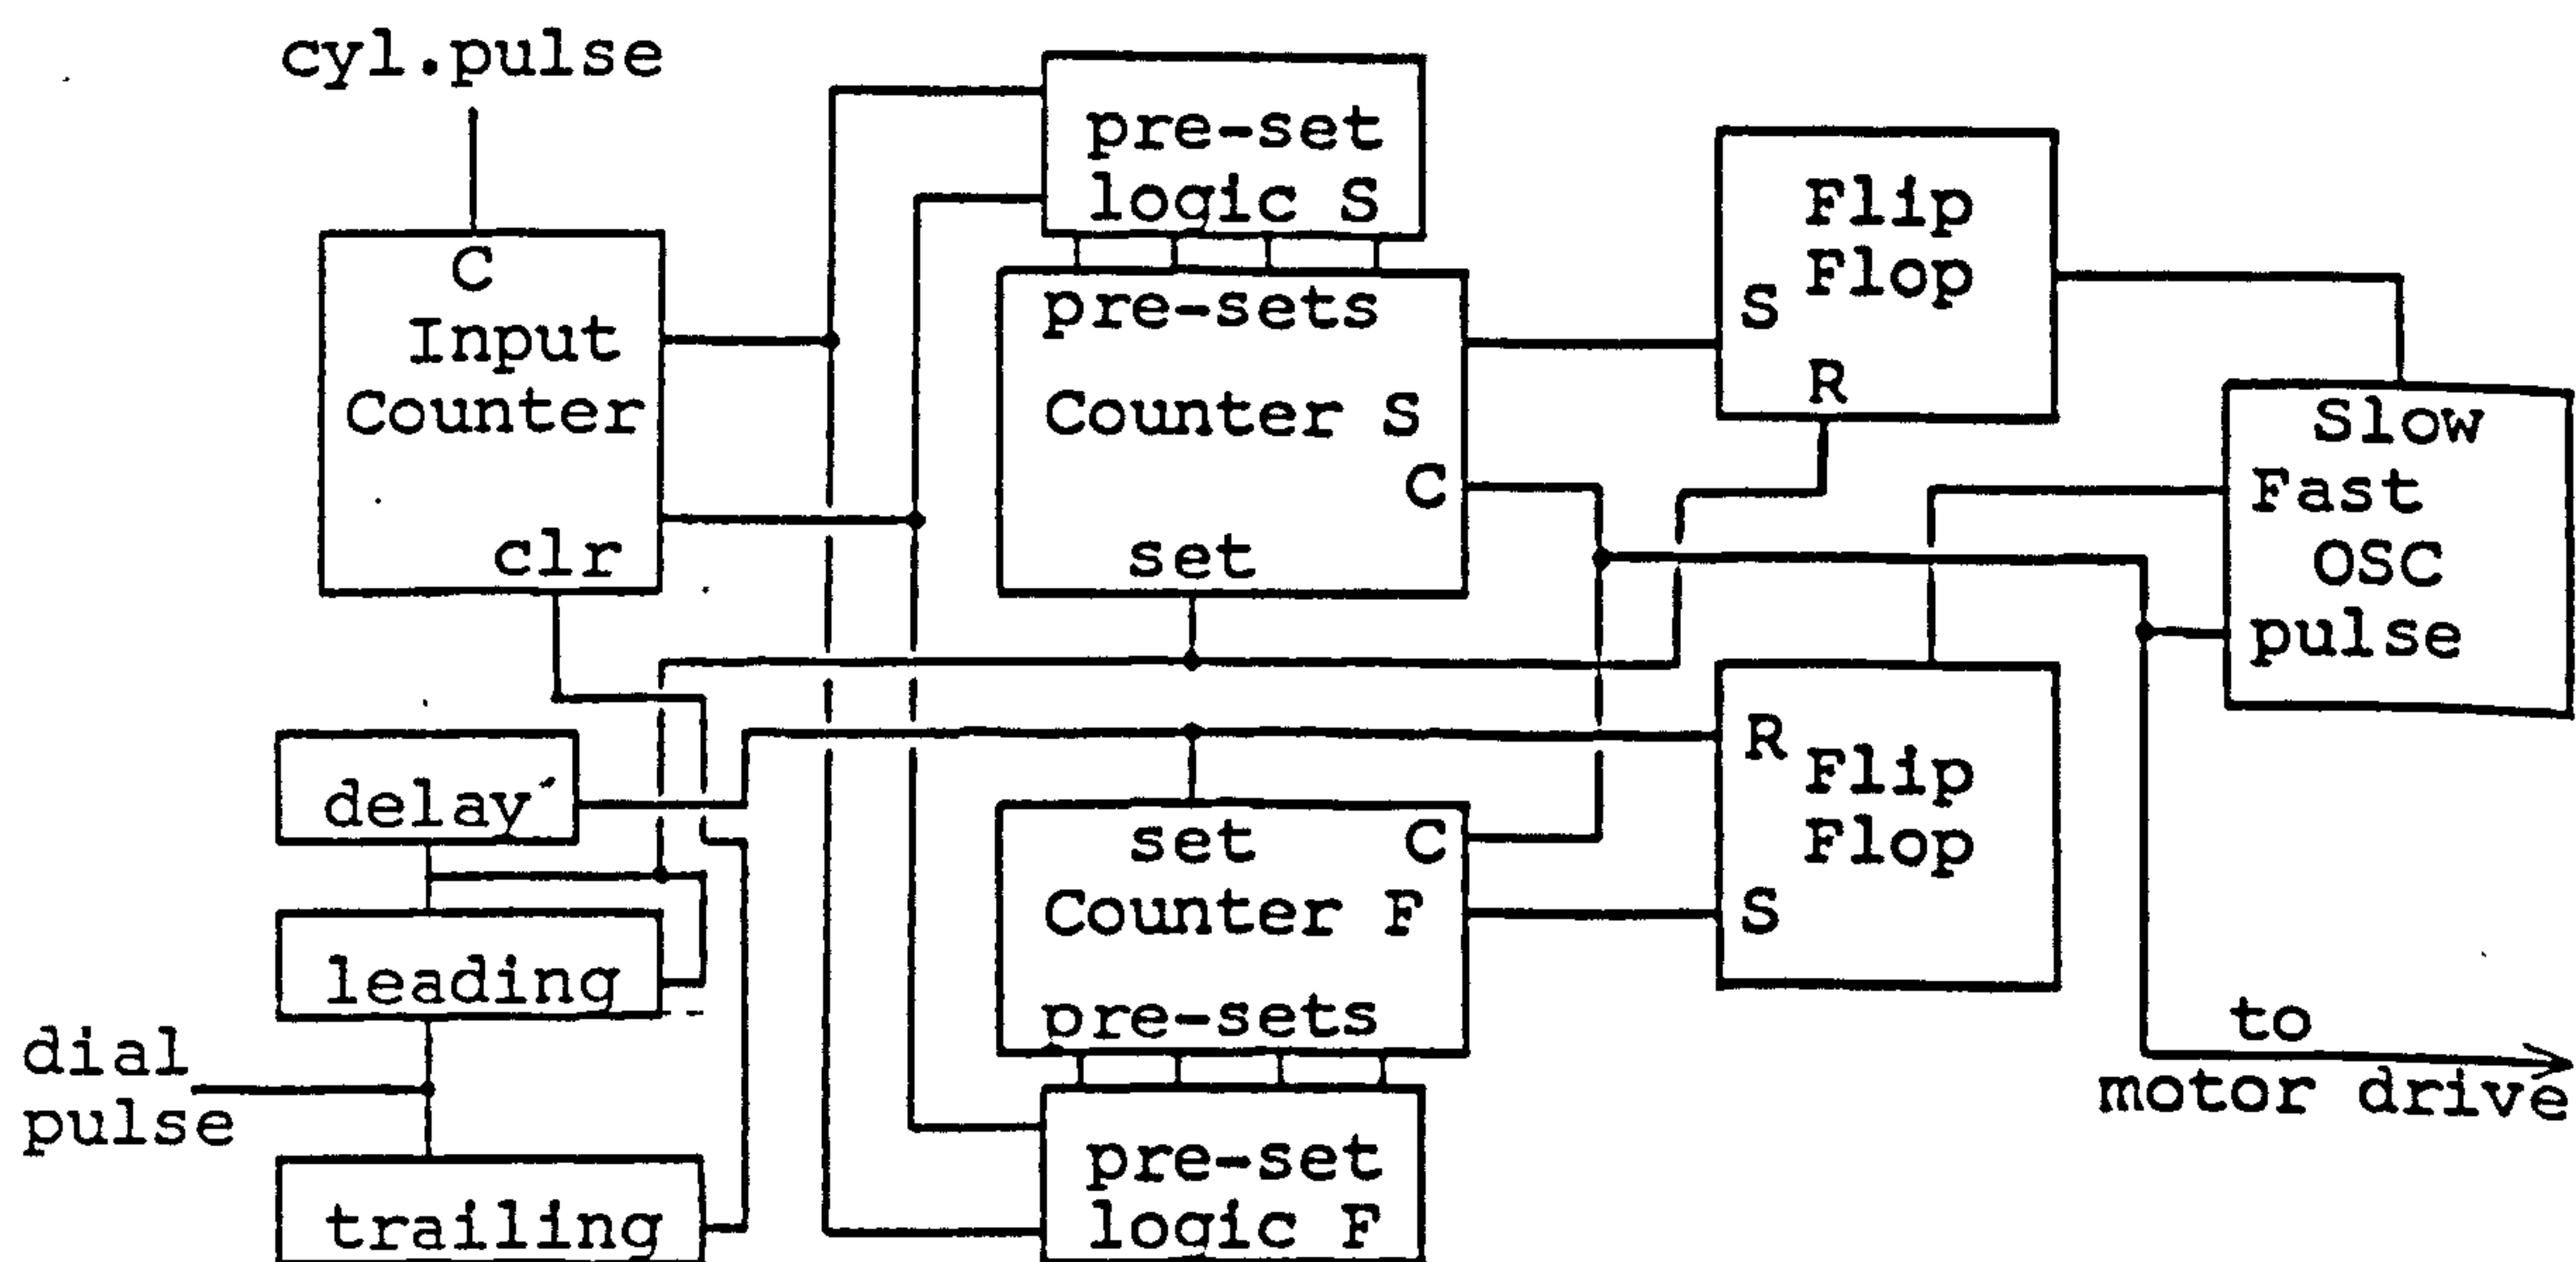 cyl.pulse
C
Input
Counter
clr
pre-set
logic S
pre-sets
Counter S
C
set
Flip
Flop
S
R
Slow
Fast
OSC
pulse
delay
leading
dial
pulse
trailing
set
C
Counter F
pre-sets
pre-set
logic F
R
Flip
Flop
S
to
motor drive